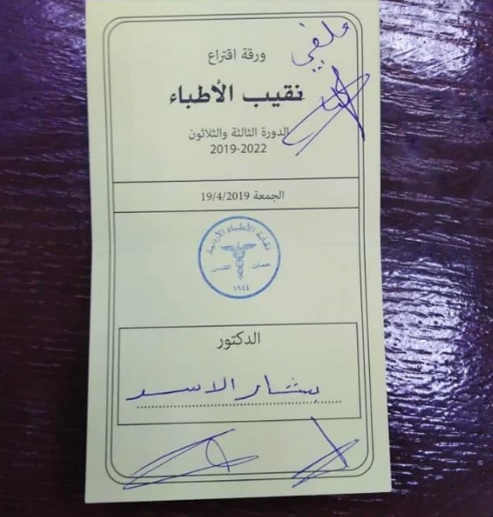 ملغي
ورقة اقتراع
نقيب الأطباء
الدورة الثالثة والثلاثون
2019-2022
الجمعة 19/4/2019
نقابة الأطباء الأردنية
عمان القدس
١٩٤٤
الدكتور
بشار الاسد